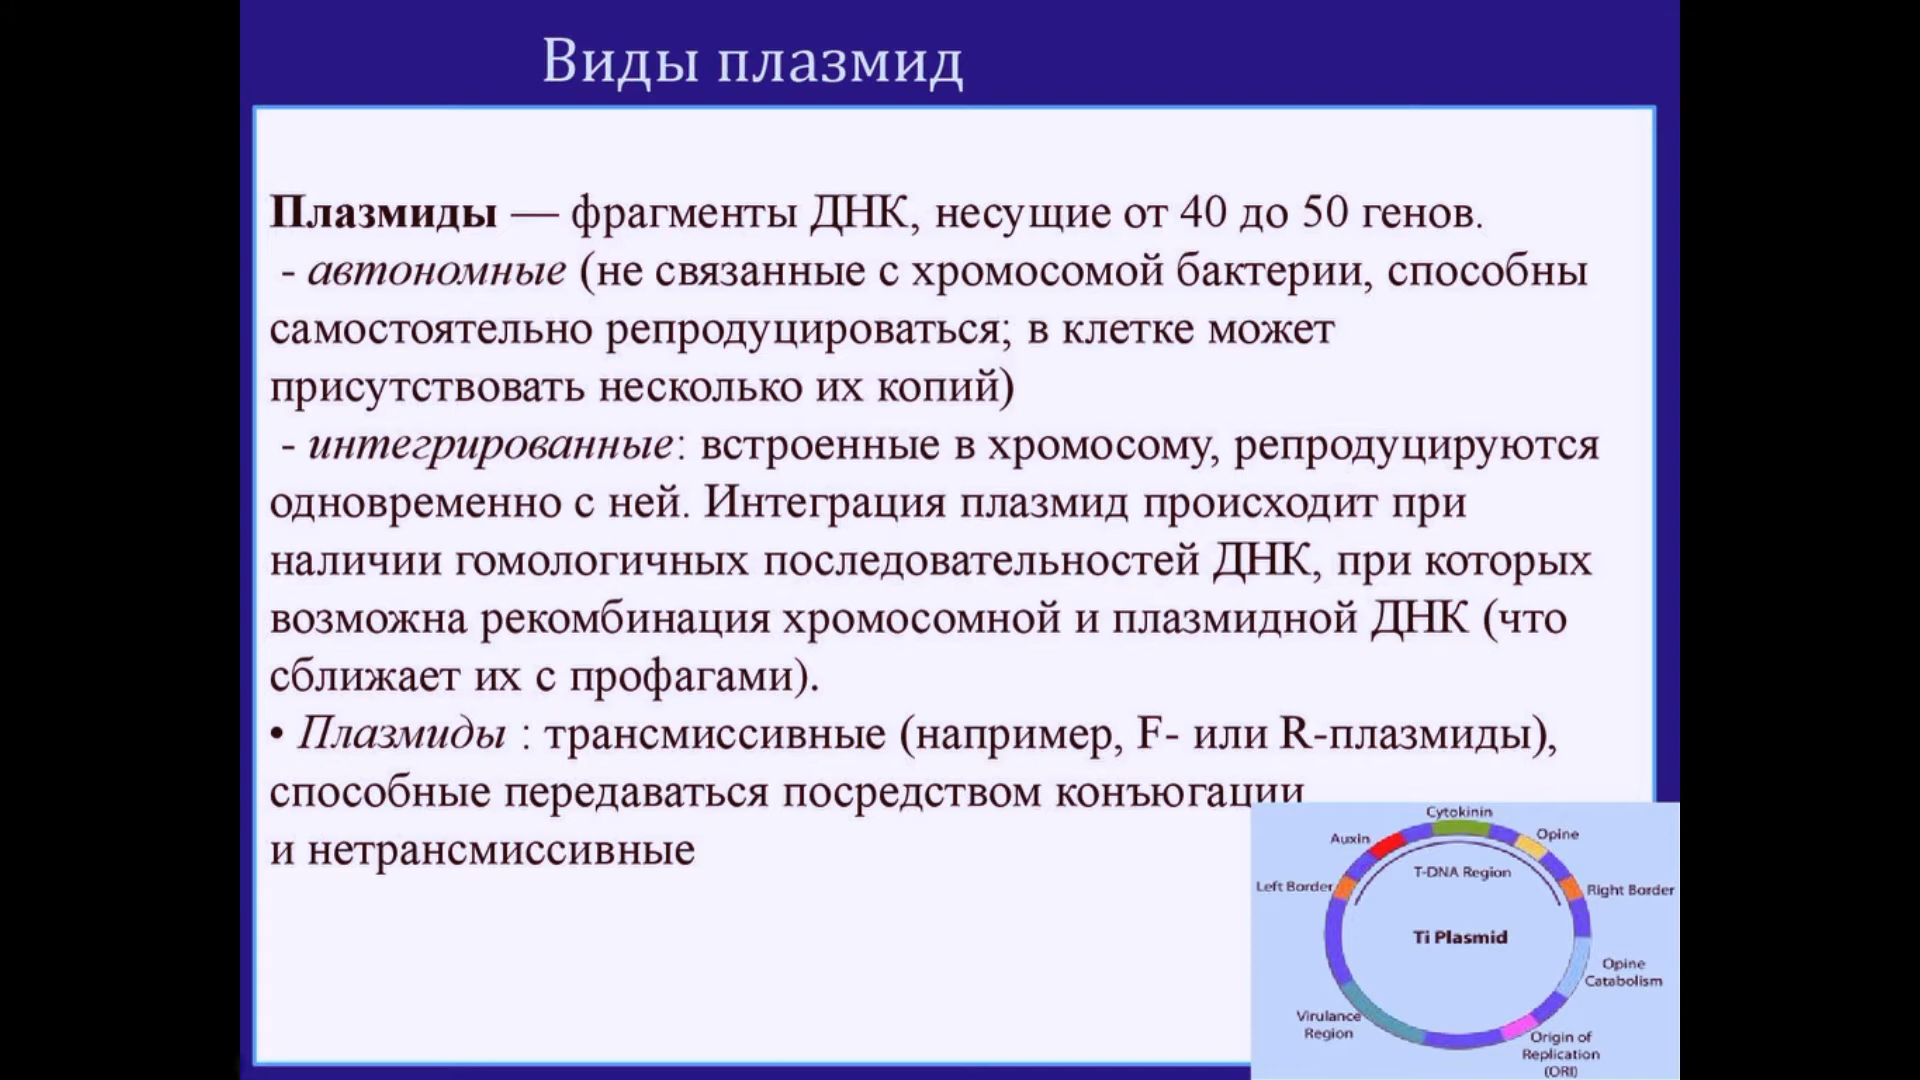 Виды плазмид
Плазмиды — фрагменты ДНК, несущие от 40 до 50 генов.
- автономные (не связанные с хромосомой бактерии, способны
самостоятельно репродуцироваться; в клетке может
присутствовать несколько их копий)
- интегрированные: встроенные в хромосому, репродуцируются
одновременно с ней. Интеграция плазмид происходит при
наличии гомологичных последовательностей ДНК, при которых
возможна рекомбинация хромосомной и плазмидной ДНК (что
сближает их с профагами).
• Плазмиды : трансмиссивные (например, F- или R-плазмиды),
способные передаваться посредством конъюгации
и нетрансмиссивные
Cytokinin
Auxin
Opine
T-DNA Region
Left Border
Right Border
Ti Plasmid
Opine
Catabolism
Virulance
Region
Origin of
Replication
(ORI)